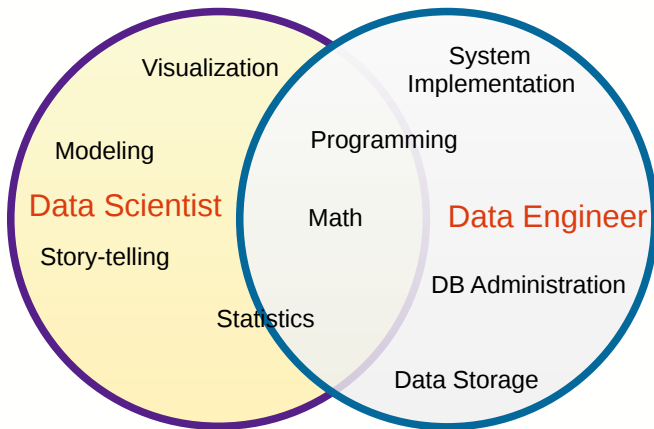 System
Implementation
Visualization
Programming
Modeling
Data Scientist
Math
Data Engineer
Story-telling
DB Administration
Statistics
Data Storage